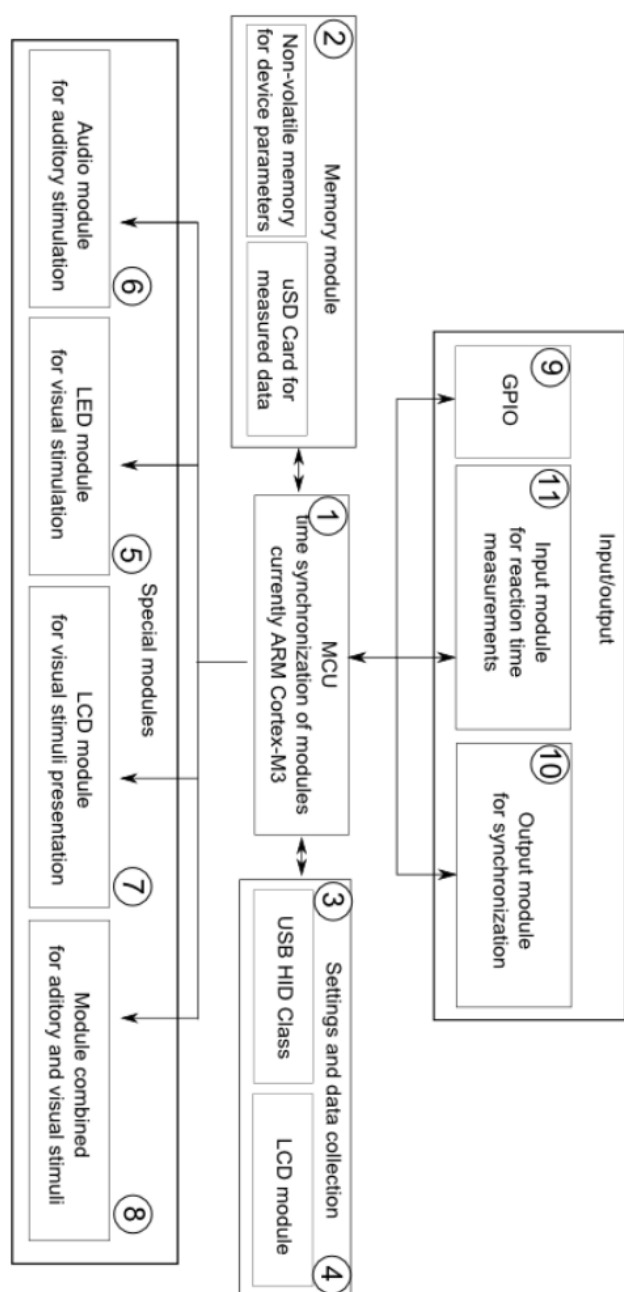 Input/output
9
GPIO
11
Input module
for reaction time
measurements
10
Output module
for synchronization
2
Memory module
Non-volatile memory
for device parameters
uSD Card for
measured data
1
MCU
time synchronization of modules
currently ARM Cortex-M3
3
Settings and data collection
USB HID Class
LCD module
4
Special modules
Audio module
for auditory stimulation
6
LED module
for visual stimulation
5
LCD module
for visual stimuli presentation
7
Module combined
for aditory and visual stimuli
8